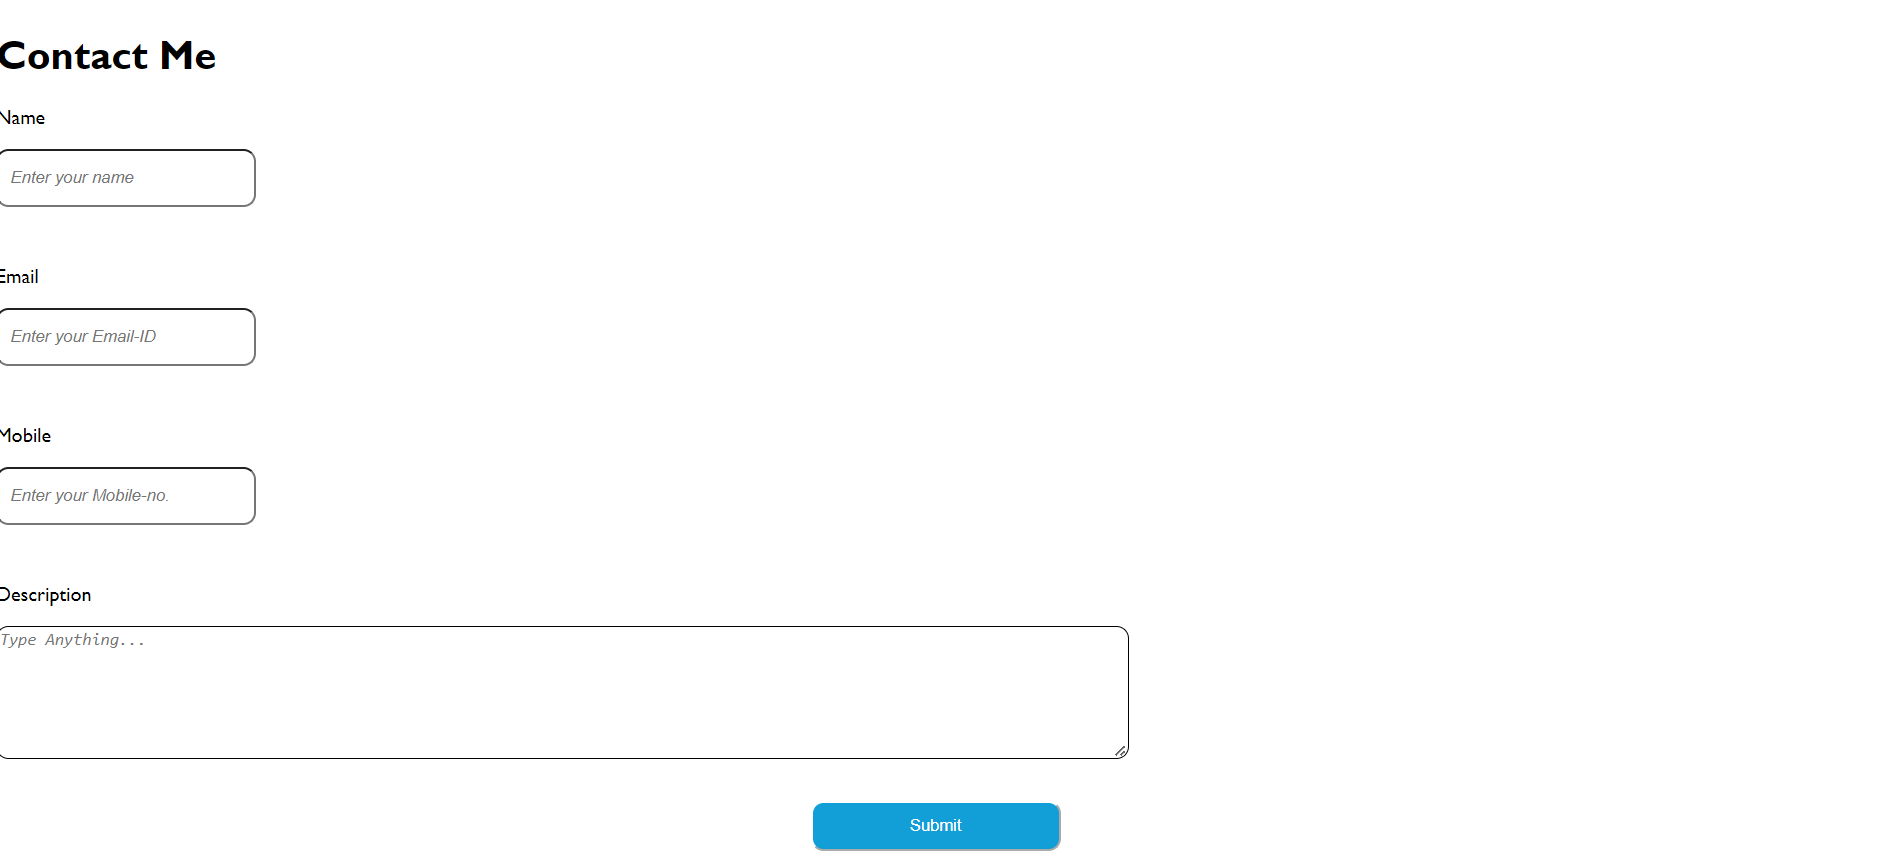 Contact Me
Name
Enter your name
Email
Enter your Email-ID
Mobile
Enter your Mobile-no.
Description
Type Anything...
Submit